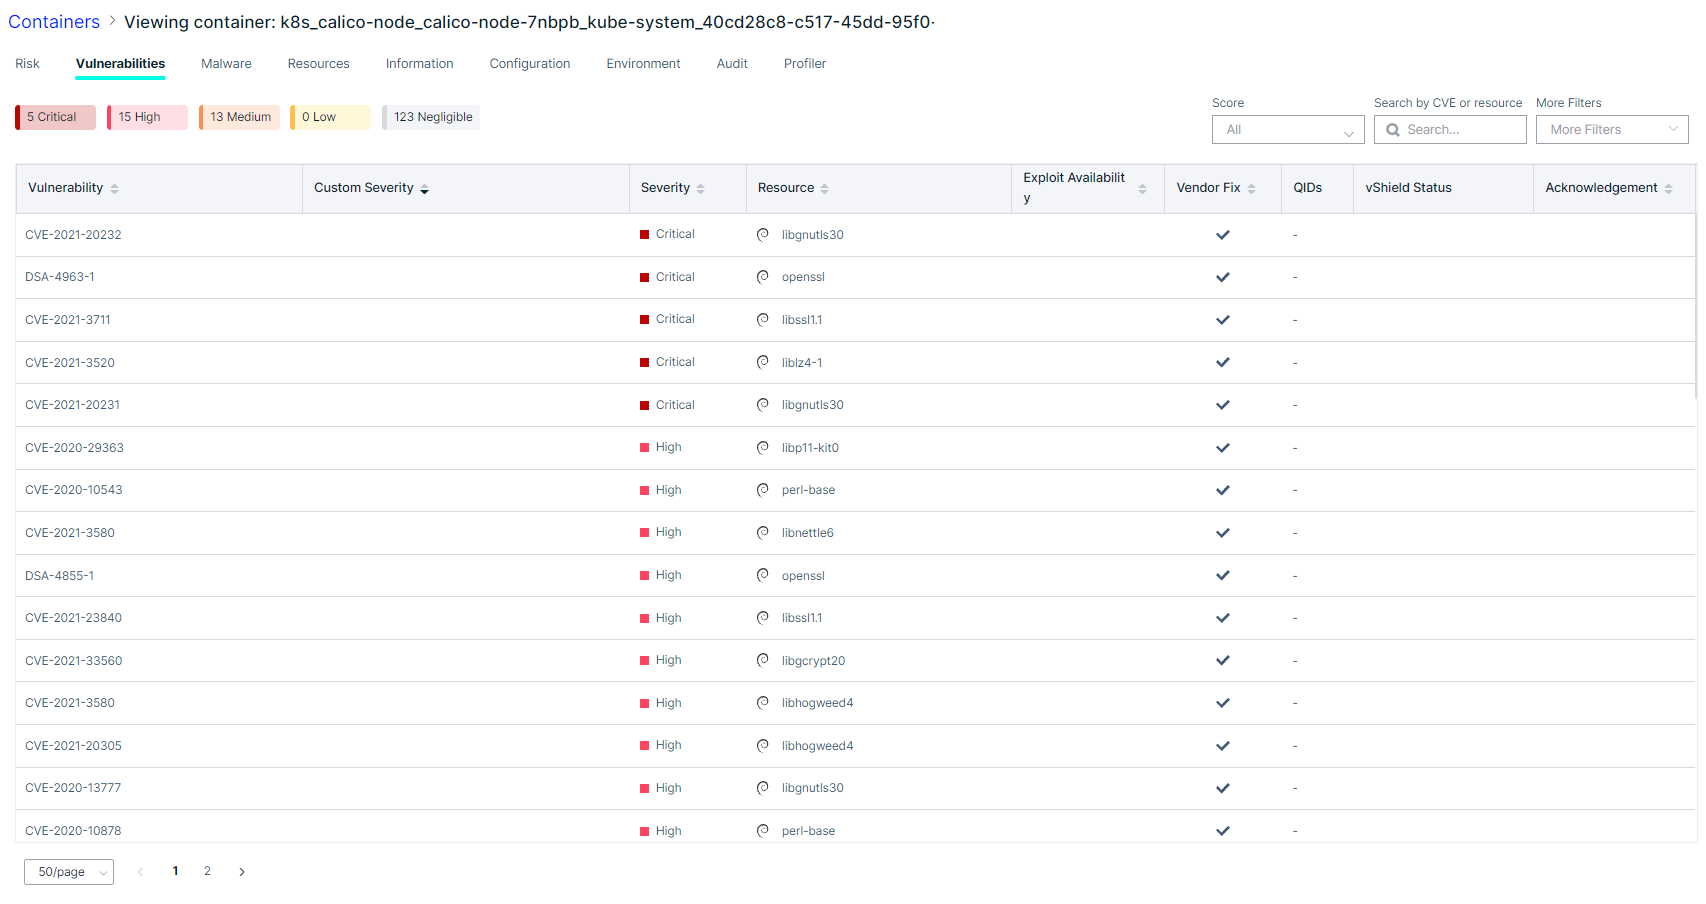 Containers > Viewing container: k8s_calico-node_calico-node-7nbpb_kube-system_40cd28c8-c517-45dd-95f0-
Risk Vulnerabilities Malware Resources Information Configuration Environment Audit Profiler
5 Critical 15 High 13 Medium 0 Low 123 Negligible
Score Search by CVE or resource More Filters
All Search... More Filters
Vulnerability Custom Severity Severity Resource Exploit Availabilit
y Vendor Fix QIDs vShield Status Acknowledgement
CVE-2021-20232 Critical libgnutls30 -
DSA-4963-1 Critical openssl -
CVE-2021-3711 Critical libssl1.1 -
CVE-2021-3520 Critical liblz4-1 -
CVE-2021-20231 Critical libgnutls30 -
CVE-2020-29363 High libp11-kit0 -
CVE-2020-10543 High perl-base -
CVE-2021-3580 High libnettle6 -
DSA-4855-1 High openssl -
CVE-2021-23840 High libssl1.1 -
CVE-2021-33560 High libgcrypt20 -
CVE-2021-3580 High libhogweed4 -
CVE-2021-20305 High libhogweed4 -
CVE-2020-13777 High libgnutls30 -
CVE-2020-10878 High perl-base -
50/page < 1 2 >